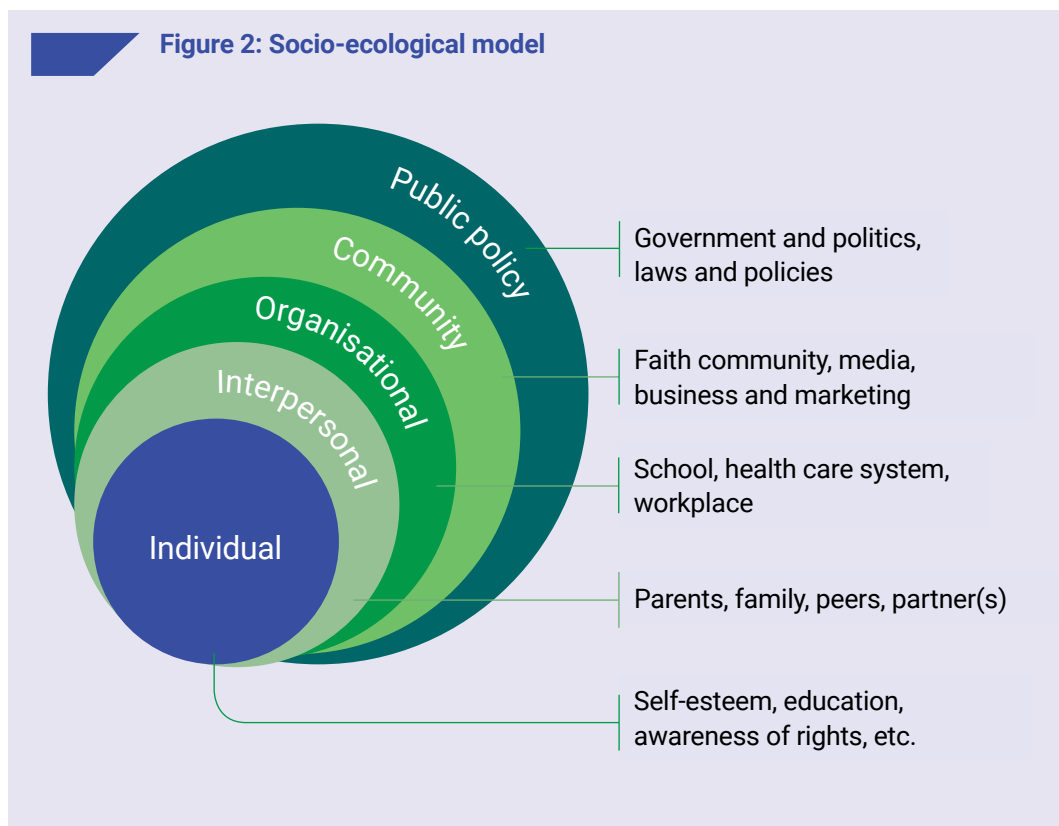 Figure 2: Socio-ecological model
Public policy
Community
Organisational
Interpersonal
Individual
Government and politics,
laws and policies
Faith community, media,
business and marketing
School, health care system,
workplace
Parents, family, peers, partner(s)
Self-esteem, education,
awareness of rights, etc.